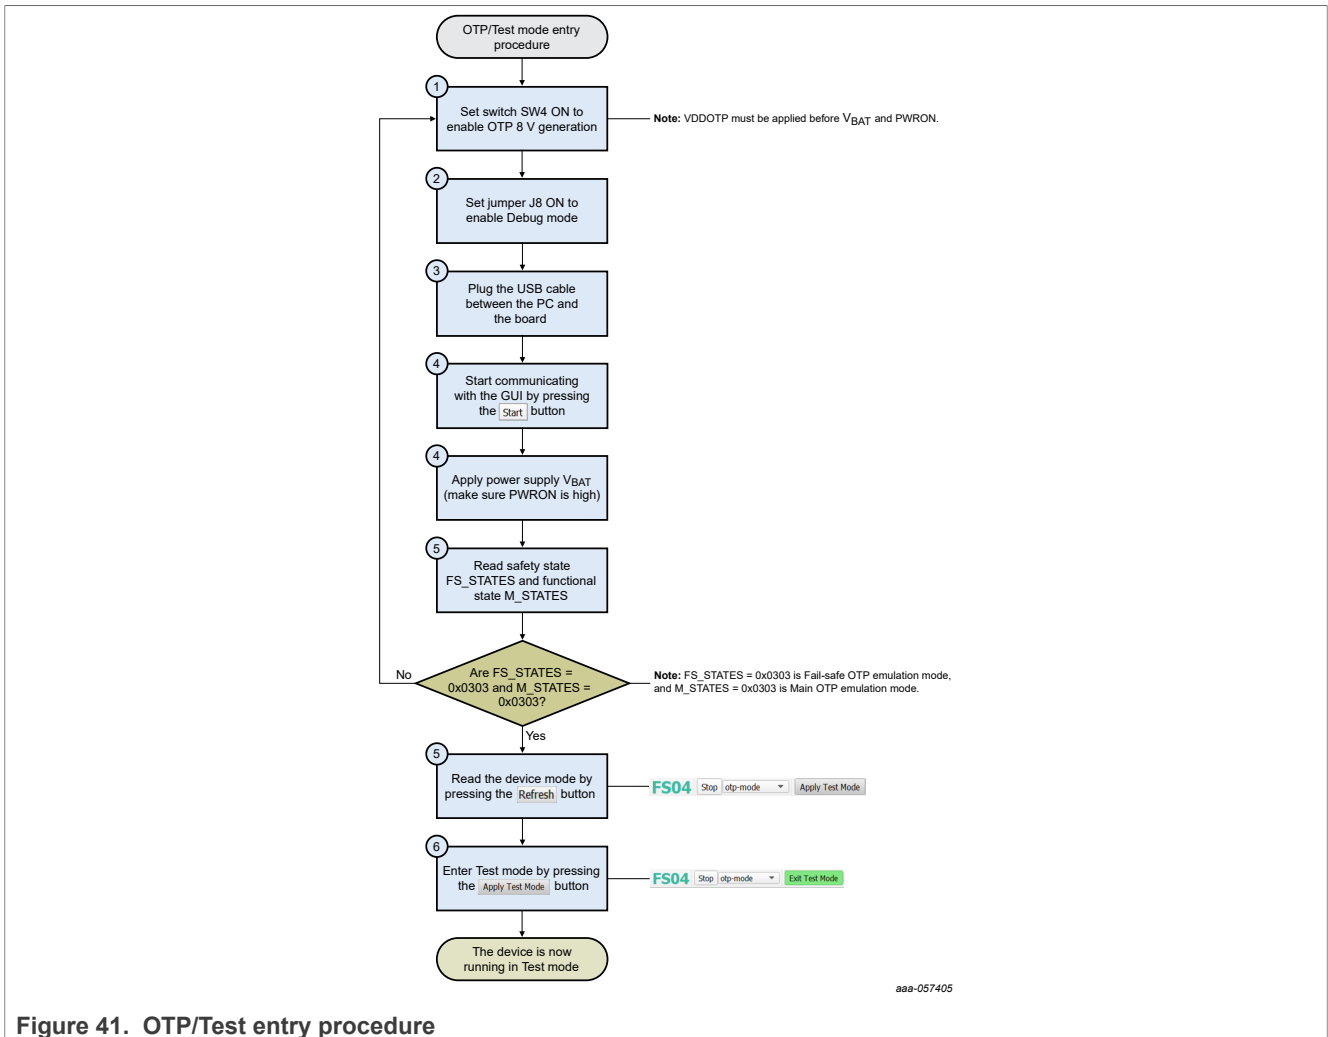 OTP/Test mode entry
procedure
1
Set switch SW4 ON to
enable OTP 8 V generation
Note: VDDOTP must be applied before VBAT and PWRON.
2
Set jumper J8 ON to
enable Debug mode
3
Plug the USB cable
between the PC and
the board
4
Start communicating
with the GUI by pressing
the Start button
4
Apply power supply VBAT
(make sure PWRON is high)
5
Read safety state
FS_STATES and functional
state M_STATES
No
Are FS_STATES =
0x0303 and M_STATES =
0x0303?
Note: FS_STATES = 0x0303 is Fail-safe OTP emulation mode,
and M_STATES = 0x0303 is Main OTP emulation mode.
Yes
5
Read the device mode by
pressing the Refresh button
FS04 Stop otp-mode Apply Test Mode
6
Enter Test mode by pressing
the Apply Test Mode button
FS04 Stop otp-mode Exit Test Mode
The device is now
running in Test mode
aaa-057405
Figure 41. OTP/Test entry procedure